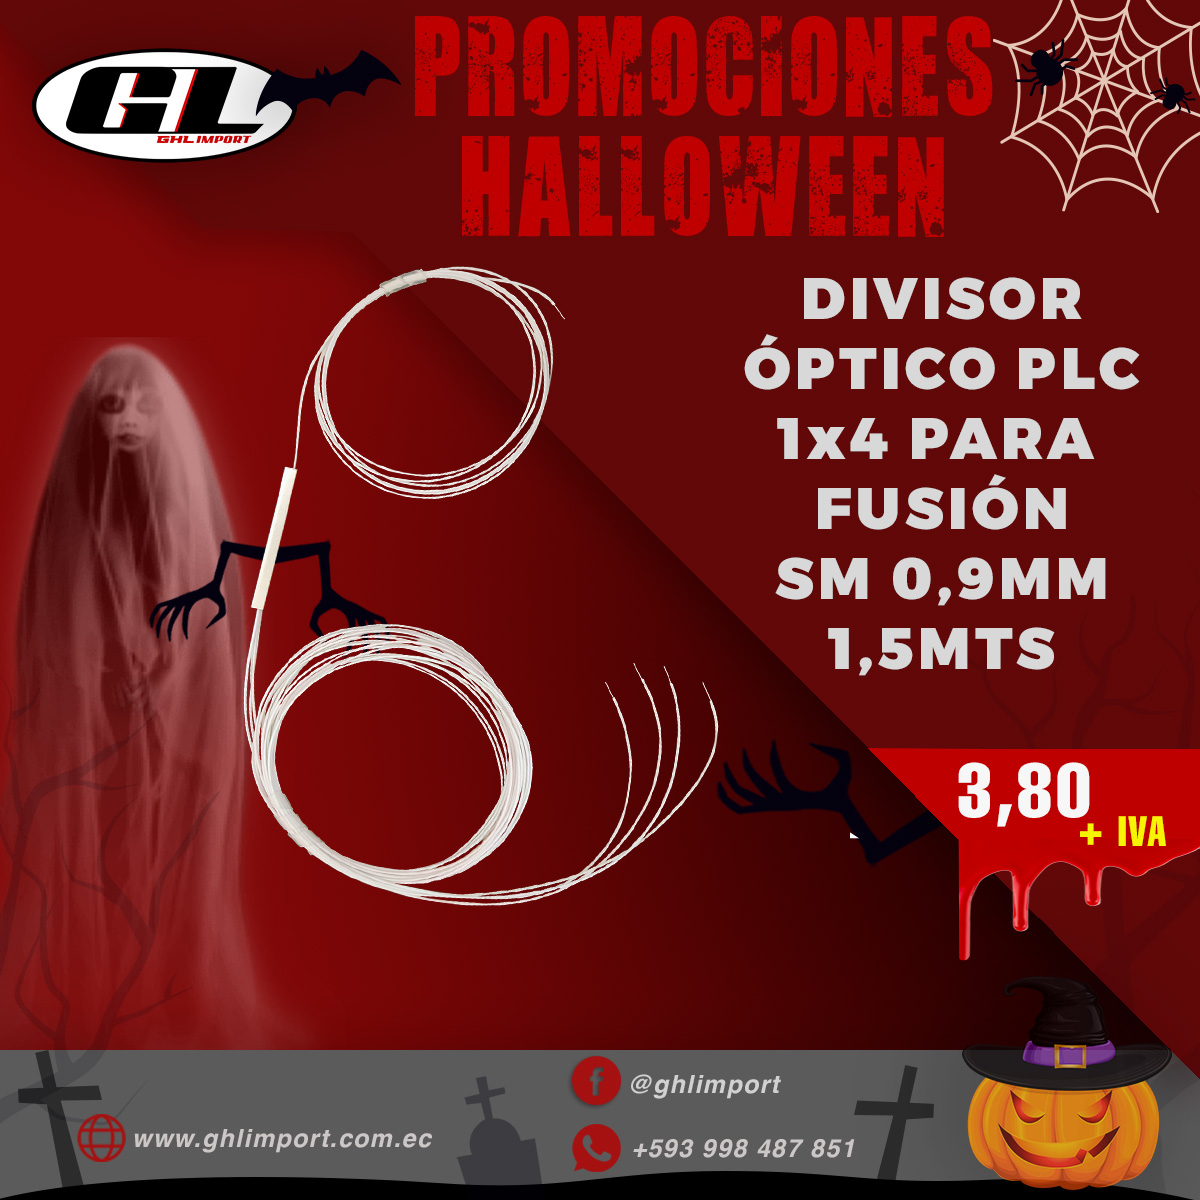 GHL
GHL IMPORT
PROMOCiONES
HALLOWEEN
DIVISOR
ÓPTICO PLC
1x4 PARA
FUSIÓN
SM 0,9MM
1,5MTS
3,80
+ IVA
@ghlimport
www.ghlimport.com.ec
+593 998 487 851